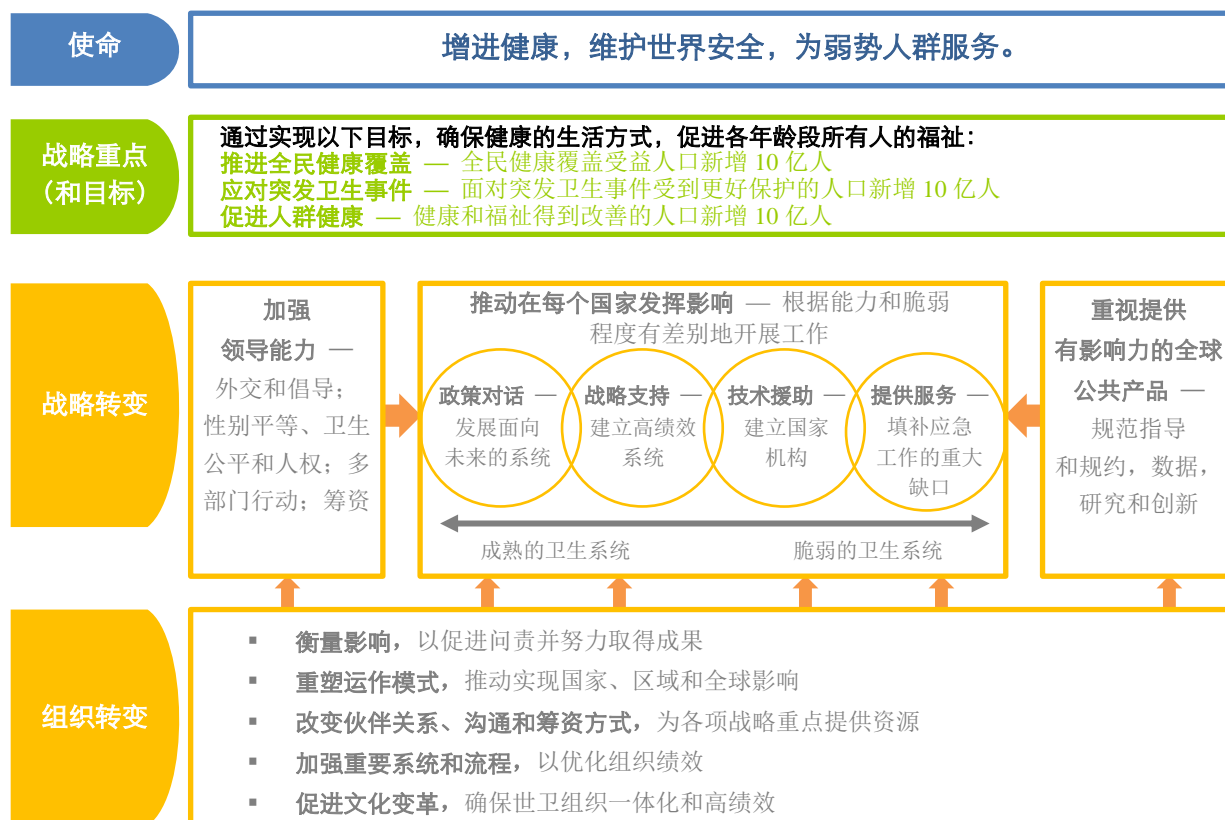 使命
增进健康，维护世界安全，为弱势人群服务。
战略重点
（和目标）
通过实现以下目标，确保健康的生活方式，促进各年龄段所有人的福祉：
推进全民健康覆盖 — 全民健康覆盖受益人口新增 10 亿人
应对突发卫生事件 — 面对突发卫生事件受到更好保护的人口新增 10 亿人
促进人群健康 — 健康和福祉得到改善的人口新增 10 亿人
战略转变
加强
领导能力 —
外交和倡导；
性别平等、卫生
公平和人权；多
部门行动；筹资
推动在每个国家发挥影响 — 根据能力和脆弱
程度有差别地开展工作
政策对话 —
发展面向
未来的系统
战略支持 —
建立高绩效
系统
技术援助 —
建立国家
机构
提供服务 —
填补应急
工作的重大
缺口
成熟的卫生系统
脆弱的卫生系统
重视提供
有影响力的全球
公共产品 —
规范指导
和规约，数据，
研究和创新
组织转变
▪ 衡量影响，以促进问责并努力取得成果
▪ 重塑运作模式，推动实现国家、区域和全球影响
▪ 改变伙伴关系、沟通和筹资方式，为各项战略重点提供资源
▪ 加强重要系统和流程，以优化组织绩效
▪ 促进文化变革，确保世卫组织一体化和高绩效